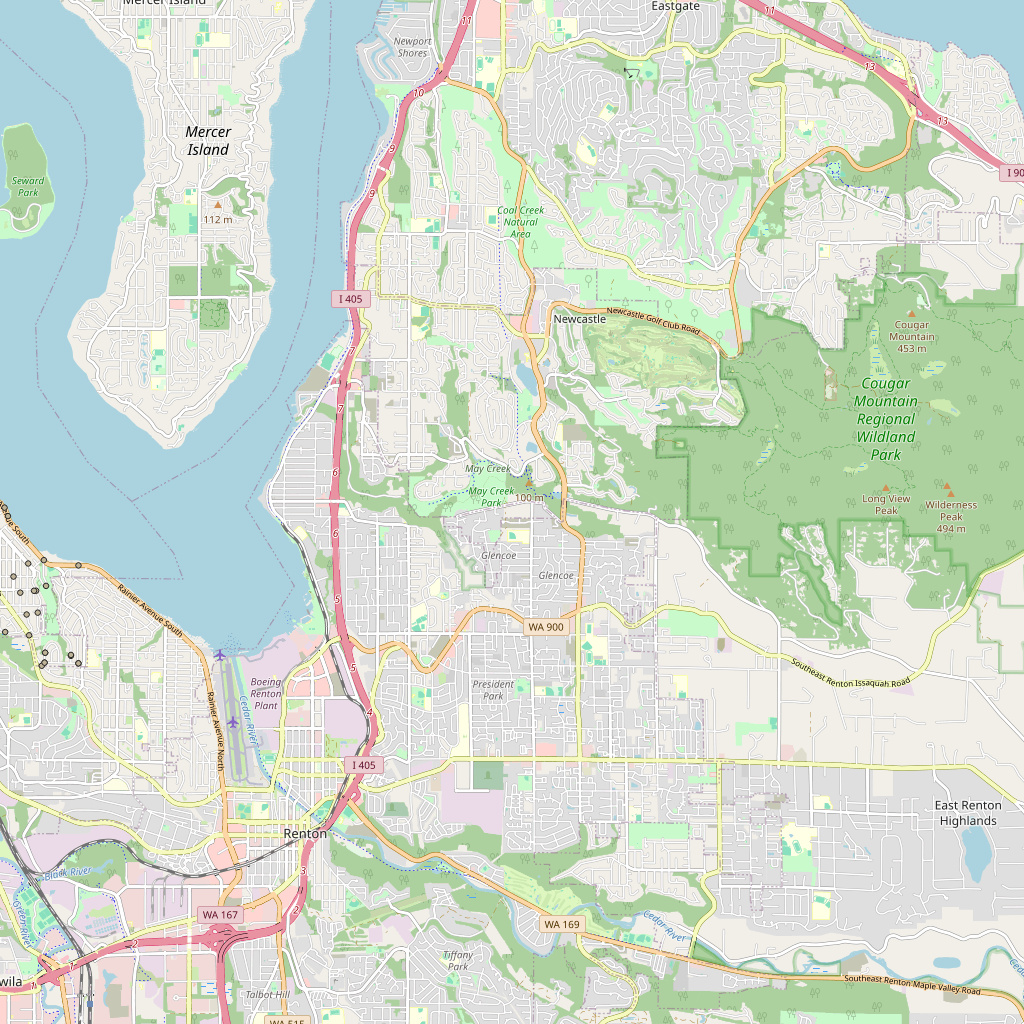 Mercer Island
Eastgate
11
11
Newport
Shores
13
10
13
Mercer
Island
9
I 90
Seward
Park
9
112 m
Coal Creek
Natural
Area
I 405
Newcastle Golf Club Road
Newcastle
Cougar
Mountain
453 m
7
Cougar
Mountain
Regional
Wildland
Park
7
6
May Creek
May Creek
Park
100 m
Long View
Peak
Wilderness
Peak
494 m
6
Glencoe
Glencoe
5
Rainier Avenue South
WA 900
5
Southeast Renton Issaquah Road
Boeing
Renton
Plant
President
Park
Rainier Avenue North
Cedar River
4
I 405
East Renton
Highlands
Renton
3
Black River
Green River
2
WA 167
WA 169
Cedar River
2
Tiffany
Park
1
wila
1
Talbot Hill
Southeast Renton Maple Valley Road
WA 515